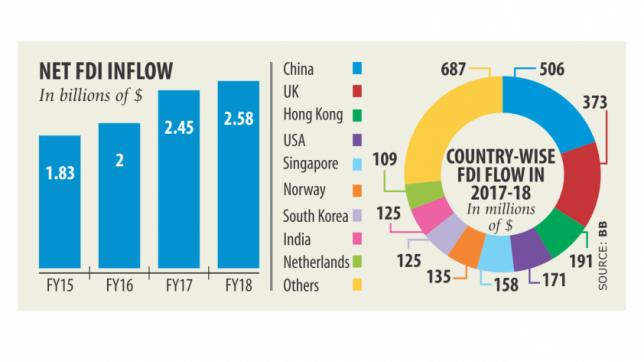 NET FDI INFLOW
In billions of $
1.83
2
2.45
2.58
FY15
FY16
FY17
FY18
China
UK
Hong Kong
USA
Singapore
Norway
South Korea
India
Netherlands
Others
COUNTRY-WISE
FDI FLOW IN
2017-18
In millions
of $
506
373
191
171
158
135
125
125
109
687
SOURCE: BB